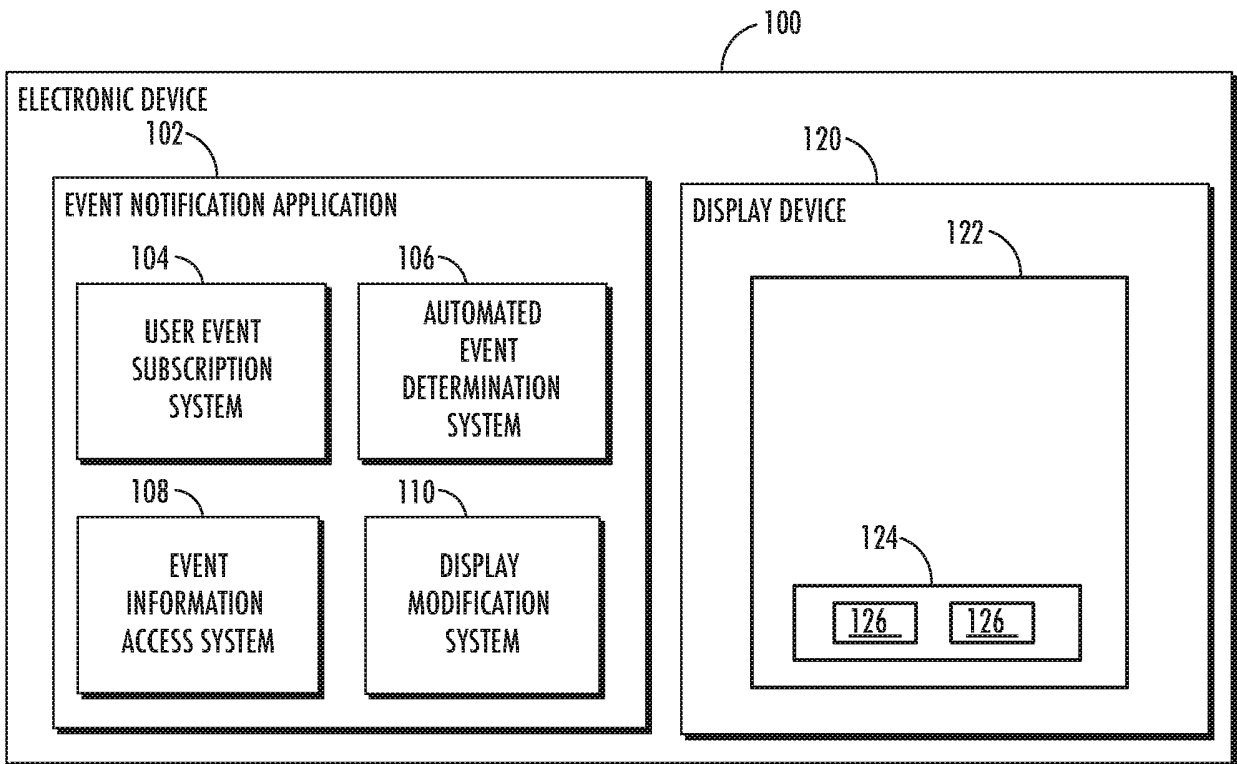 100
ELECTRONIC DEVICE
102
120
EVENT NOTIFICATION APPLICATION
DISPLAY DEVICE
122
104
106
USER EVENT
SUBSCRIPTION
SYSTEM
AUTOMATED
EVENT
DETERMINATION
SYSTEM
108
110
EVENT
INFORMATION
ACCESS SYSTEM
DISPLAY
MODIFICATION
SYSTEM
124
126
126